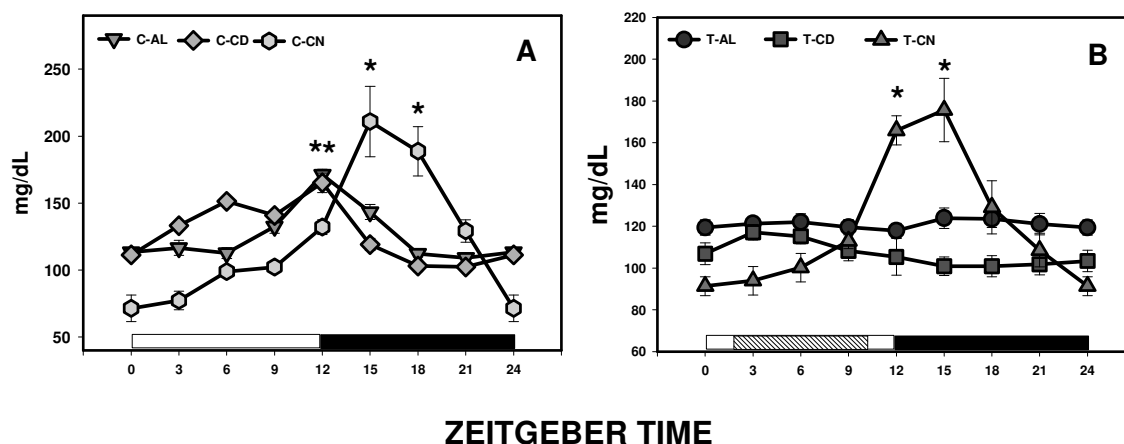 C-AL C-CD C-CN A
mg/dL
250
200
150
100
50
*
*
**
0 3 6 9 12 15 18 21 24
T-AL T-CD T-CN B
mg/dL
220
200
180
160
140
120
100
80
60
*
*
0 3 6 9 12 15 18 21 24
ZEITGEBER TIME